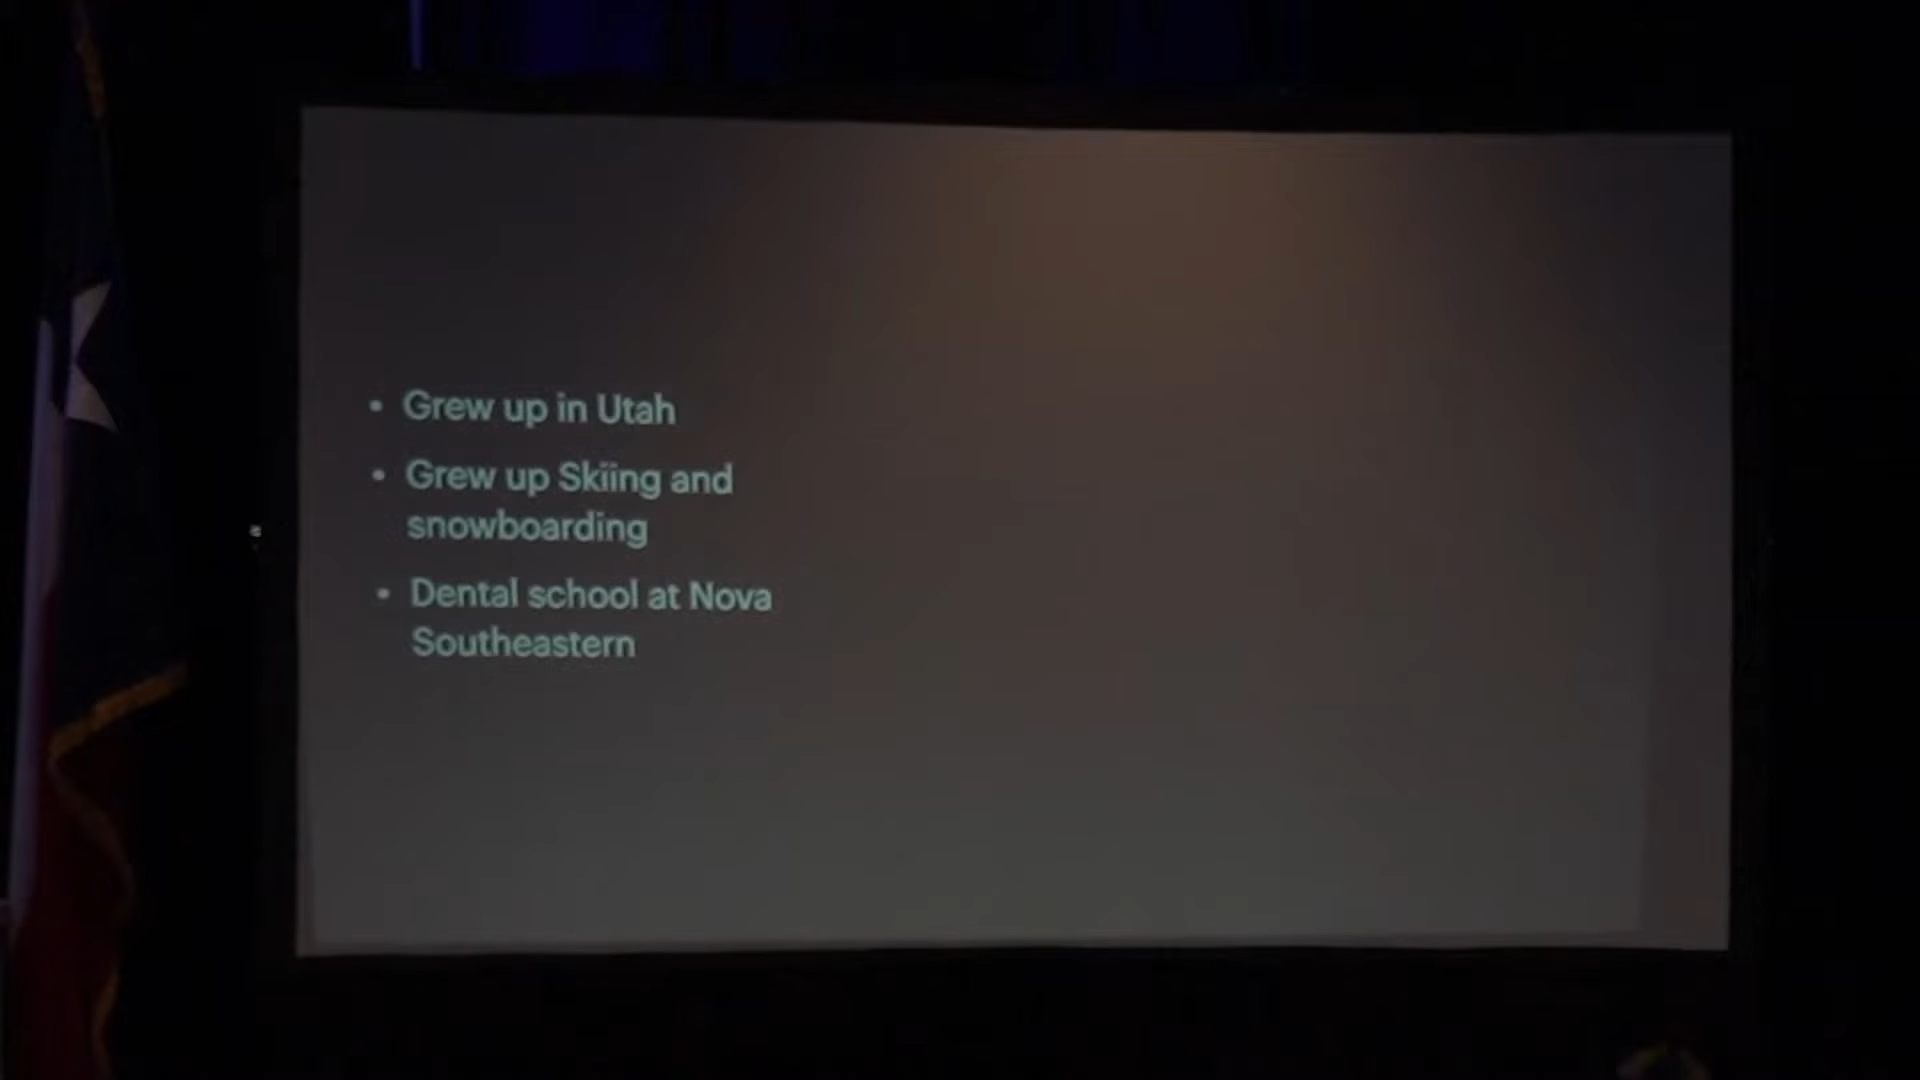 • Grew up in Utah
• Grew up Skiing and
snowboarding
• Dental school at Nova
Southeastern